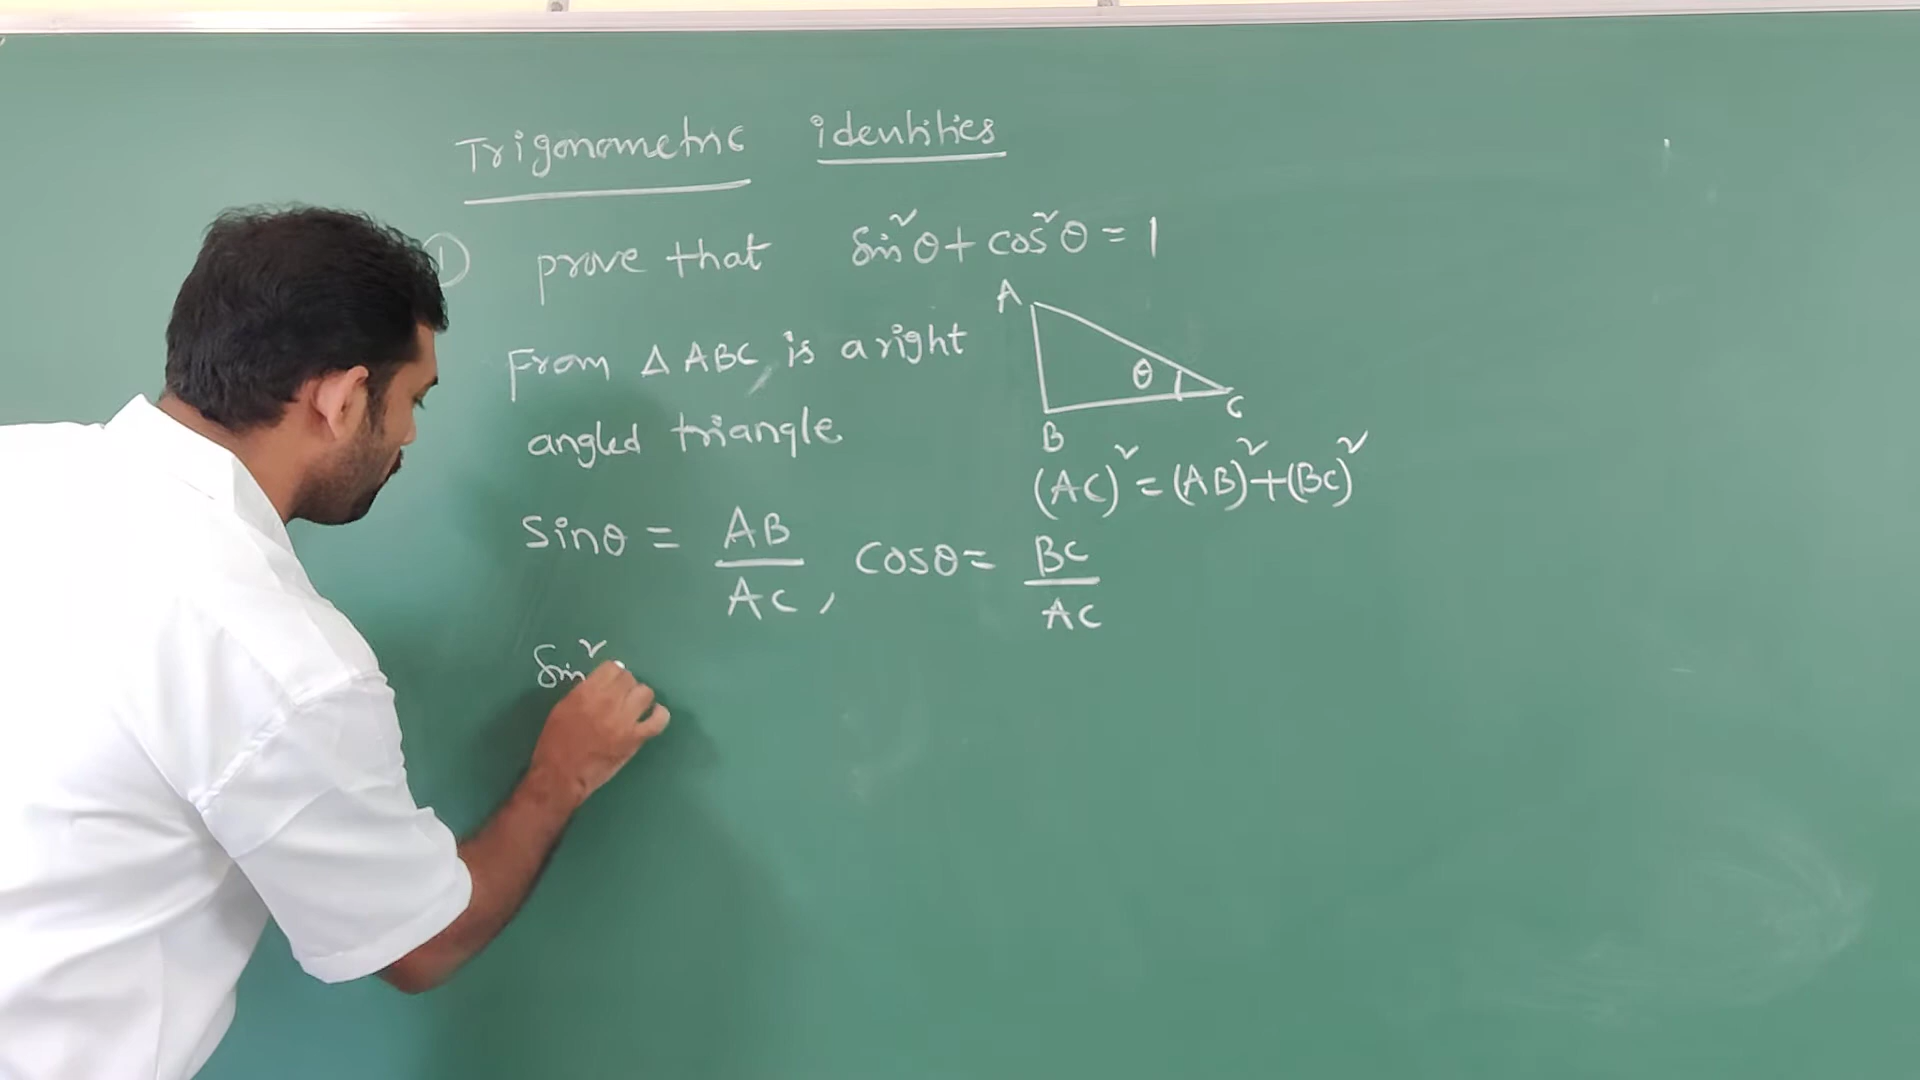 Trigonometric identities
① prove that sin²θ + cos²θ = 1
From △ ABC is a right
angled triangle
A
θ
B
C
(AC)² = (AB)² + (BC)²
sinθ = AB/AC , cosθ = BC/AC
sin²